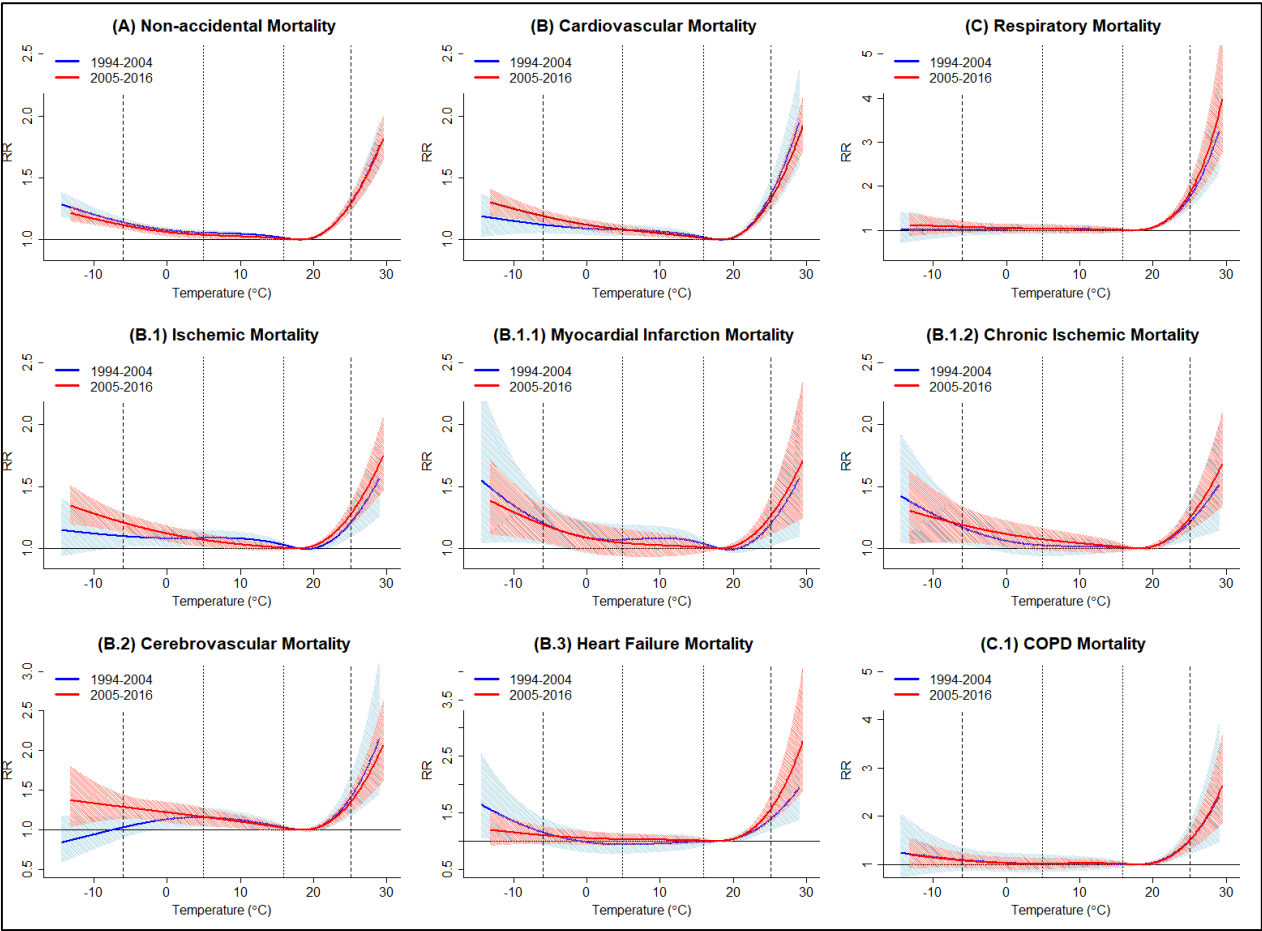 (A) Non-accidental Mortality
1994-2004
2005-2016
RR
2.5
2.0
1.5
1.0
-10 0 10 20 30
Temperature (°C)
(B) Cardiovascular Mortality
1994-2004
2005-2016
RR
2.5
2.0
1.5
1.0
-10 0 10 20 30
Temperature (°C)
(C) Respiratory Mortality
1994-2004
2005-2016
RR
5
4
3
2
1
-10 0 10 20 30
Temperature (°C)
(B.1) Ischemic Mortality
1994-2004
2005-2016
RR
2.5
2.0
1.5
1.0
-10 0 10 20 30
Temperature (°C)
(B.1.1) Myocardial Infarction Mortality
1994-2004
2005-2016
RR
2.5
2.0
1.5
1.0
-10 0 10 20 30
Temperature (°C)
(B.1.2) Chronic Ischemic Mortality
1994-2004
2005-2016
RR
2.5
2.0
1.5
1.0
-10 0 10 20 30
Temperature (°C)
(B.2) Cerebrovascular Mortality
1994-2004
2005-2016
RR
3.0
2.5
2.0
1.5
1.0
0.5
-10 0 10 20 30
Temperature (°C)
(B.3) Heart Failure Mortality
1994-2004
2005-2016
RR
3.5
2.5
1.5
0.5
-10 0 10 20 30
Temperature (°C)
(C.1) COPD Mortality
1994-2004
2005-2016
RR
5
4
3
2
1
-10 0 10 20 30
Temperature (°C)